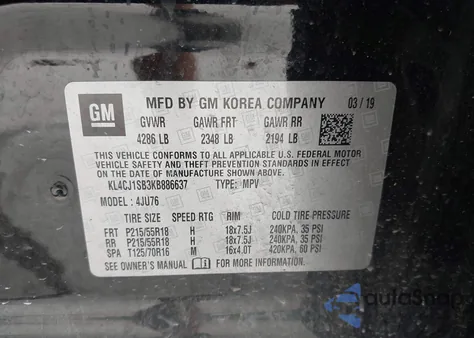 GM
MFD BY GM KOREA COMPANY 03/19
GVWR GAWR FRT GAWR RR
4286 LB 2348 LB 2194 LB
THIS VEHICLE CONFORMS TO ALL APPLICABLE U.S. FEDERAL MOTOR
VEHICLE SAFETY AND THEFT PREVENTION STANDARDS IN EFFECT
ON THE DATE OF MANUFACTURE SHOWN ABOVE.
KL4CJ1SB3KB886637 TYPE: MPV
MODEL : 4JU76
TIRE SIZE SPEED RTG RIM COLD TIRE PRESSURE
FRT P215/55R18 H 18x7.5J 240KPA, 35 PSI
RR P215/55R18 H 18x7.5J 240KPA, 35 PSI
SPA T125/70R16 M 16x4.0T 420KPA, 60 PSI
SEE OWNER'S MANUAL FOR MORE INFORMATION
autoSnap